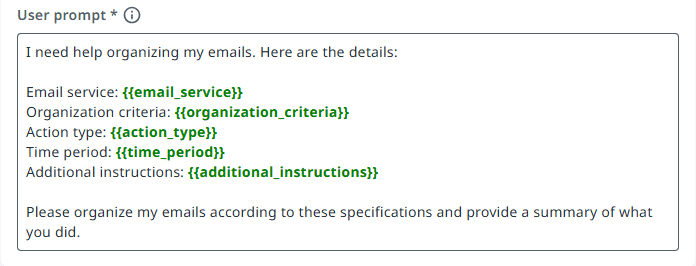 User prompt *
I need help organizing my emails. Here are the details:
Email service: {{email_service}}
Organization criteria: {{organization_criteria}}
Action type: {{action_type}}
Time period: {{time_period}}
Additional instructions: {{additional_instructions}}
Please organize my emails according to these specifications and provide a summary of what
you did.